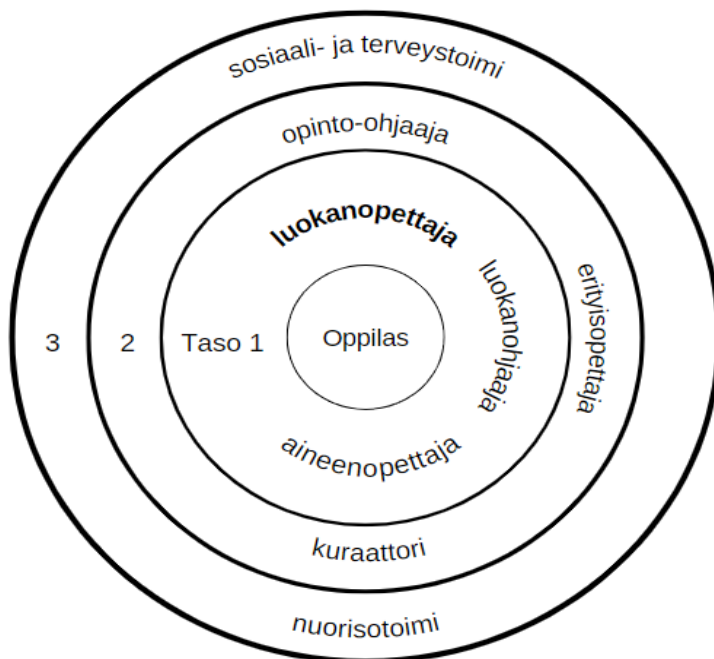 sosiaali- ja terveystoimi
opinto-ohjaaja
luokanopettaja
luokanohjaaja
erityisopettaja
3
2
Taso 1
Oppilas
aineenopettaja
kuraattori
nuorisotoimi